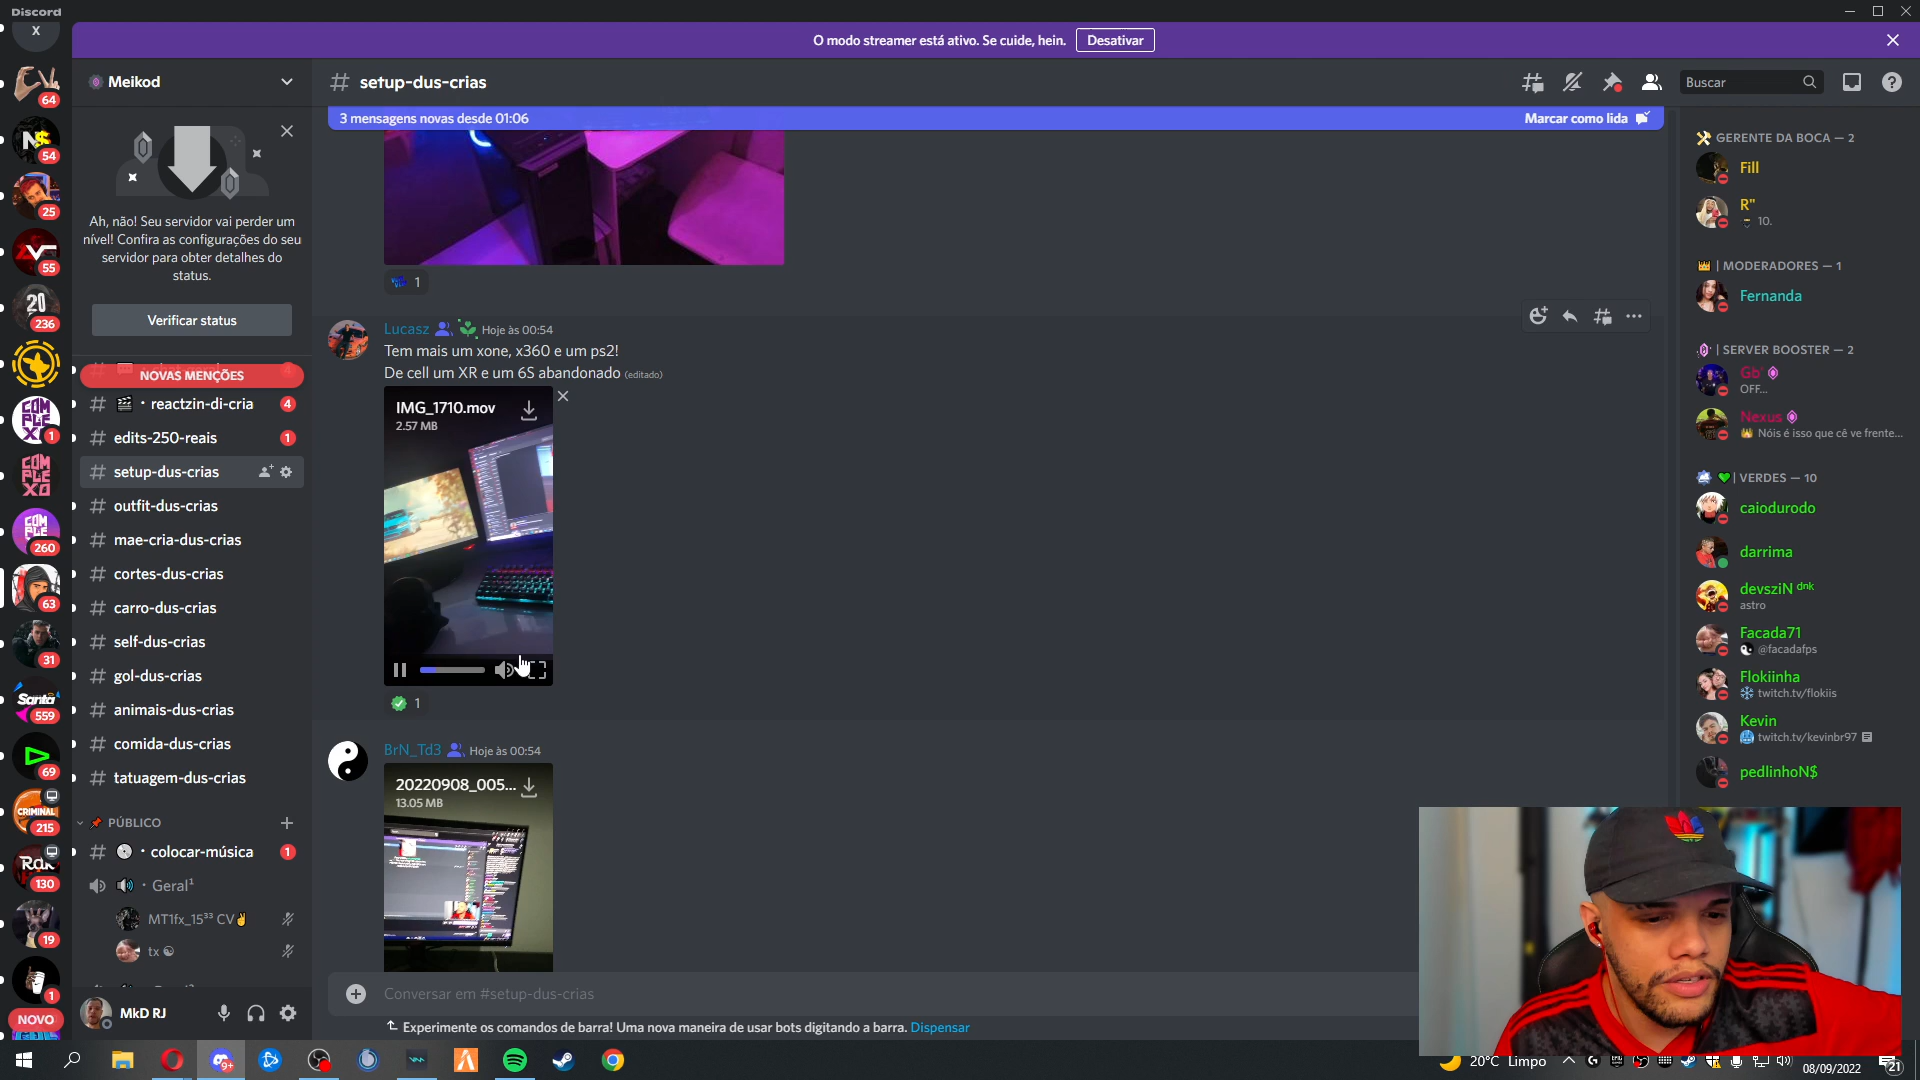 Discord
O modo streamer está ativo. Se cuide, hein.
Desativar
X
64
54
25
55
20
236
COMPLEXO
1
COMPLEXO
COMPLEXO
260
63
31
Santa
559
69
CRIMINAL
215
130
19
1
NOVO
Meikod
Ah, não! Seu servidor vai perder um
nível! Confira as configurações do seu
servidor para obter detalhes do
status.
Verificar status
NOVAS MENÇÕES
reactzin-di-cria
4
edits-250-reais
1
setup-dus-crias
outfit-dus-crias
mae-cria-dus-crias
cortes-dus-crias
carro-dus-crias
self-dus-crias
gol-dus-crias
animais-dus-crias
comida-dus-crias
tatuagem-dus-crias
PÚBLICO
colocar-música
1
Geral¹
MT1fx_15³³ CV✌
tx ☯
MkD RJ
# setup-dus-crias
Buscar
3 mensagens novas desde 01:06
Marcar como lida
1
Lucasz Hoje às 00:54
Tem mais um xone, x360 e um ps2!
De cell um XR e um 6S abandonado (editado)
IMG_1710.mov
2.57 MB
1
BrN_Td3 Hoje às 00:54
20220908_005...
13.05 MB
Conversar em #setup-dus-crias
Experimente os comandos de barra! Uma nova maneira de usar bots digitando a barra. Dispensar
GERENTE DA BOCA — 2
Fill
R"
10.
| MODERADORES — 1
Fernanda
| SERVER BOOSTER — 2
Gb'
OFF...
Nexus
Nóis é isso que cê ve frente...
| VERDES — 10
caiodurodo
darrima
devsziN dnk
astro
Facada71
@facadafps
Flokiinha
twitch.tv/flokiis
Kevin
twitch.tv/kevinbr97
pedlinhoN$
9+
20°C Limpo
08/09/2022
21